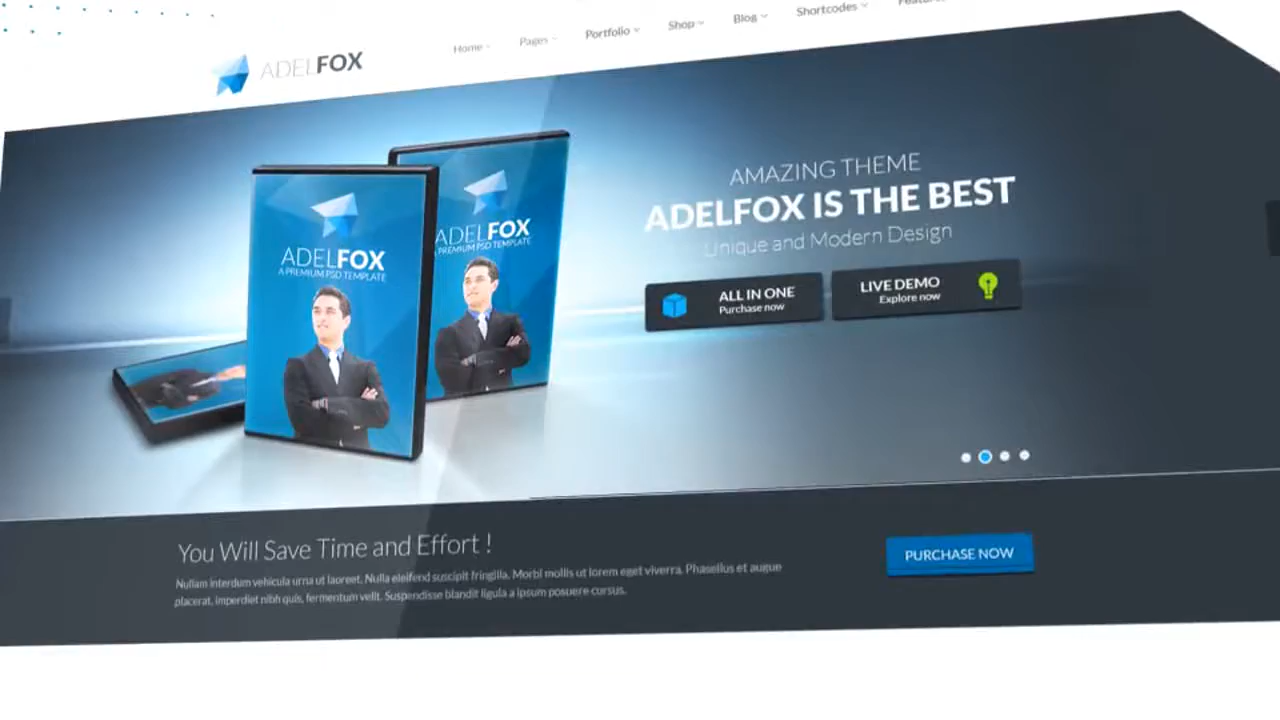 ADELFOX
Home
Pages
Portfolio
Shop
Blog
Shortcodes
AMAZING THEME
ADELFOX IS THE BEST
Unique and Modern Design
ALL IN ONE
Purchase now
LIVE DEMO
Explore now
ADELFOX
A PREMIUM PSD TEMPLATE
ADELFOX
A PREMIUM PSD TEMPLATE
You Will Save Time and Effort !
Nullam interdum vehicula urna ut laoreet. Nulla eleifend suscipit fringilla. Morbi mollis ut lorem eget viverra. Phasellus et augue
placerat, imperdiet nibh quis, fermentum velit. Suspendisse blandit ligula a ipsum posuere cursus.
PURCHASE NOW